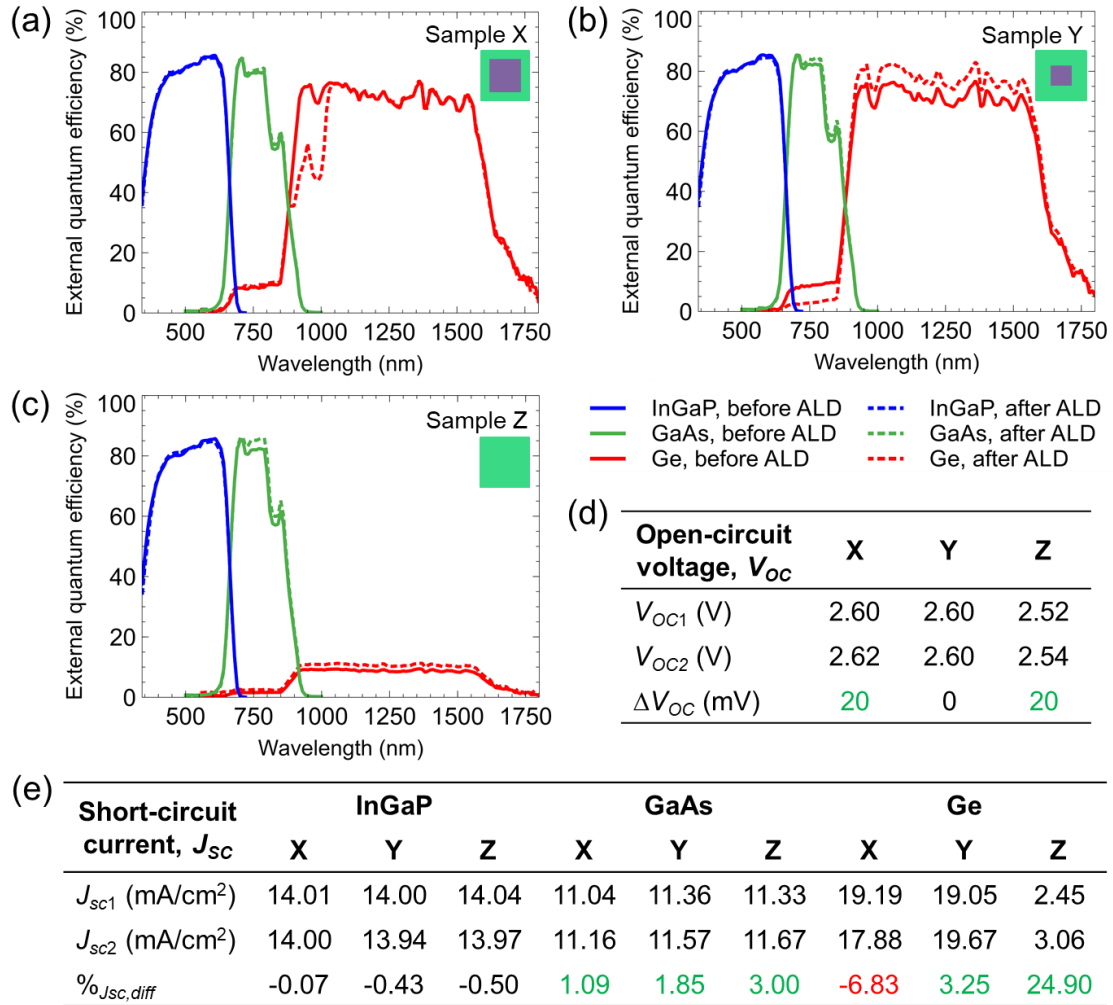 (a)
Sample X
External quantum efficiency (%)
100
80
60
40
20
0
500 750 1000 1250 1500 1750
Wavelength (nm)
(b)
Sample Y
External quantum efficiency (%)
100
80
60
40
20
0
500 750 1000 1250 1500 1750
Wavelength (nm)
(c)
Sample Z
External quantum efficiency (%)
100
80
60
40
20
0
500 750 1000 1250 1500 1750
Wavelength (nm)
InGaP, before ALD InGaP, after ALD
GaAs, before ALD GaAs, after ALD
Ge, before ALD Ge, after ALD
(d)
Open-circuit voltage, V_OC X Y Z
V_OC1 (V) 2.60 2.60 2.52
V_OC2 (V) 2.62 2.60 2.54
ΔV_OC (mV) 20 0 20
(e)
Short-circuit current, J_sc InGaP GaAs Ge
X Y Z X Y Z X Y Z
J_sc1 (mA/cm²) 14.01 14.00 14.04 11.04 11.36 11.33 19.19 19.05 2.45
J_sc2 (mA/cm²) 14.00 13.94 13.97 11.16 11.57 11.67 17.88 19.67 3.06
%_Jsc,diff -0.07 -0.43 -0.50 1.09 1.85 3.00 -6.83 3.25 24.90